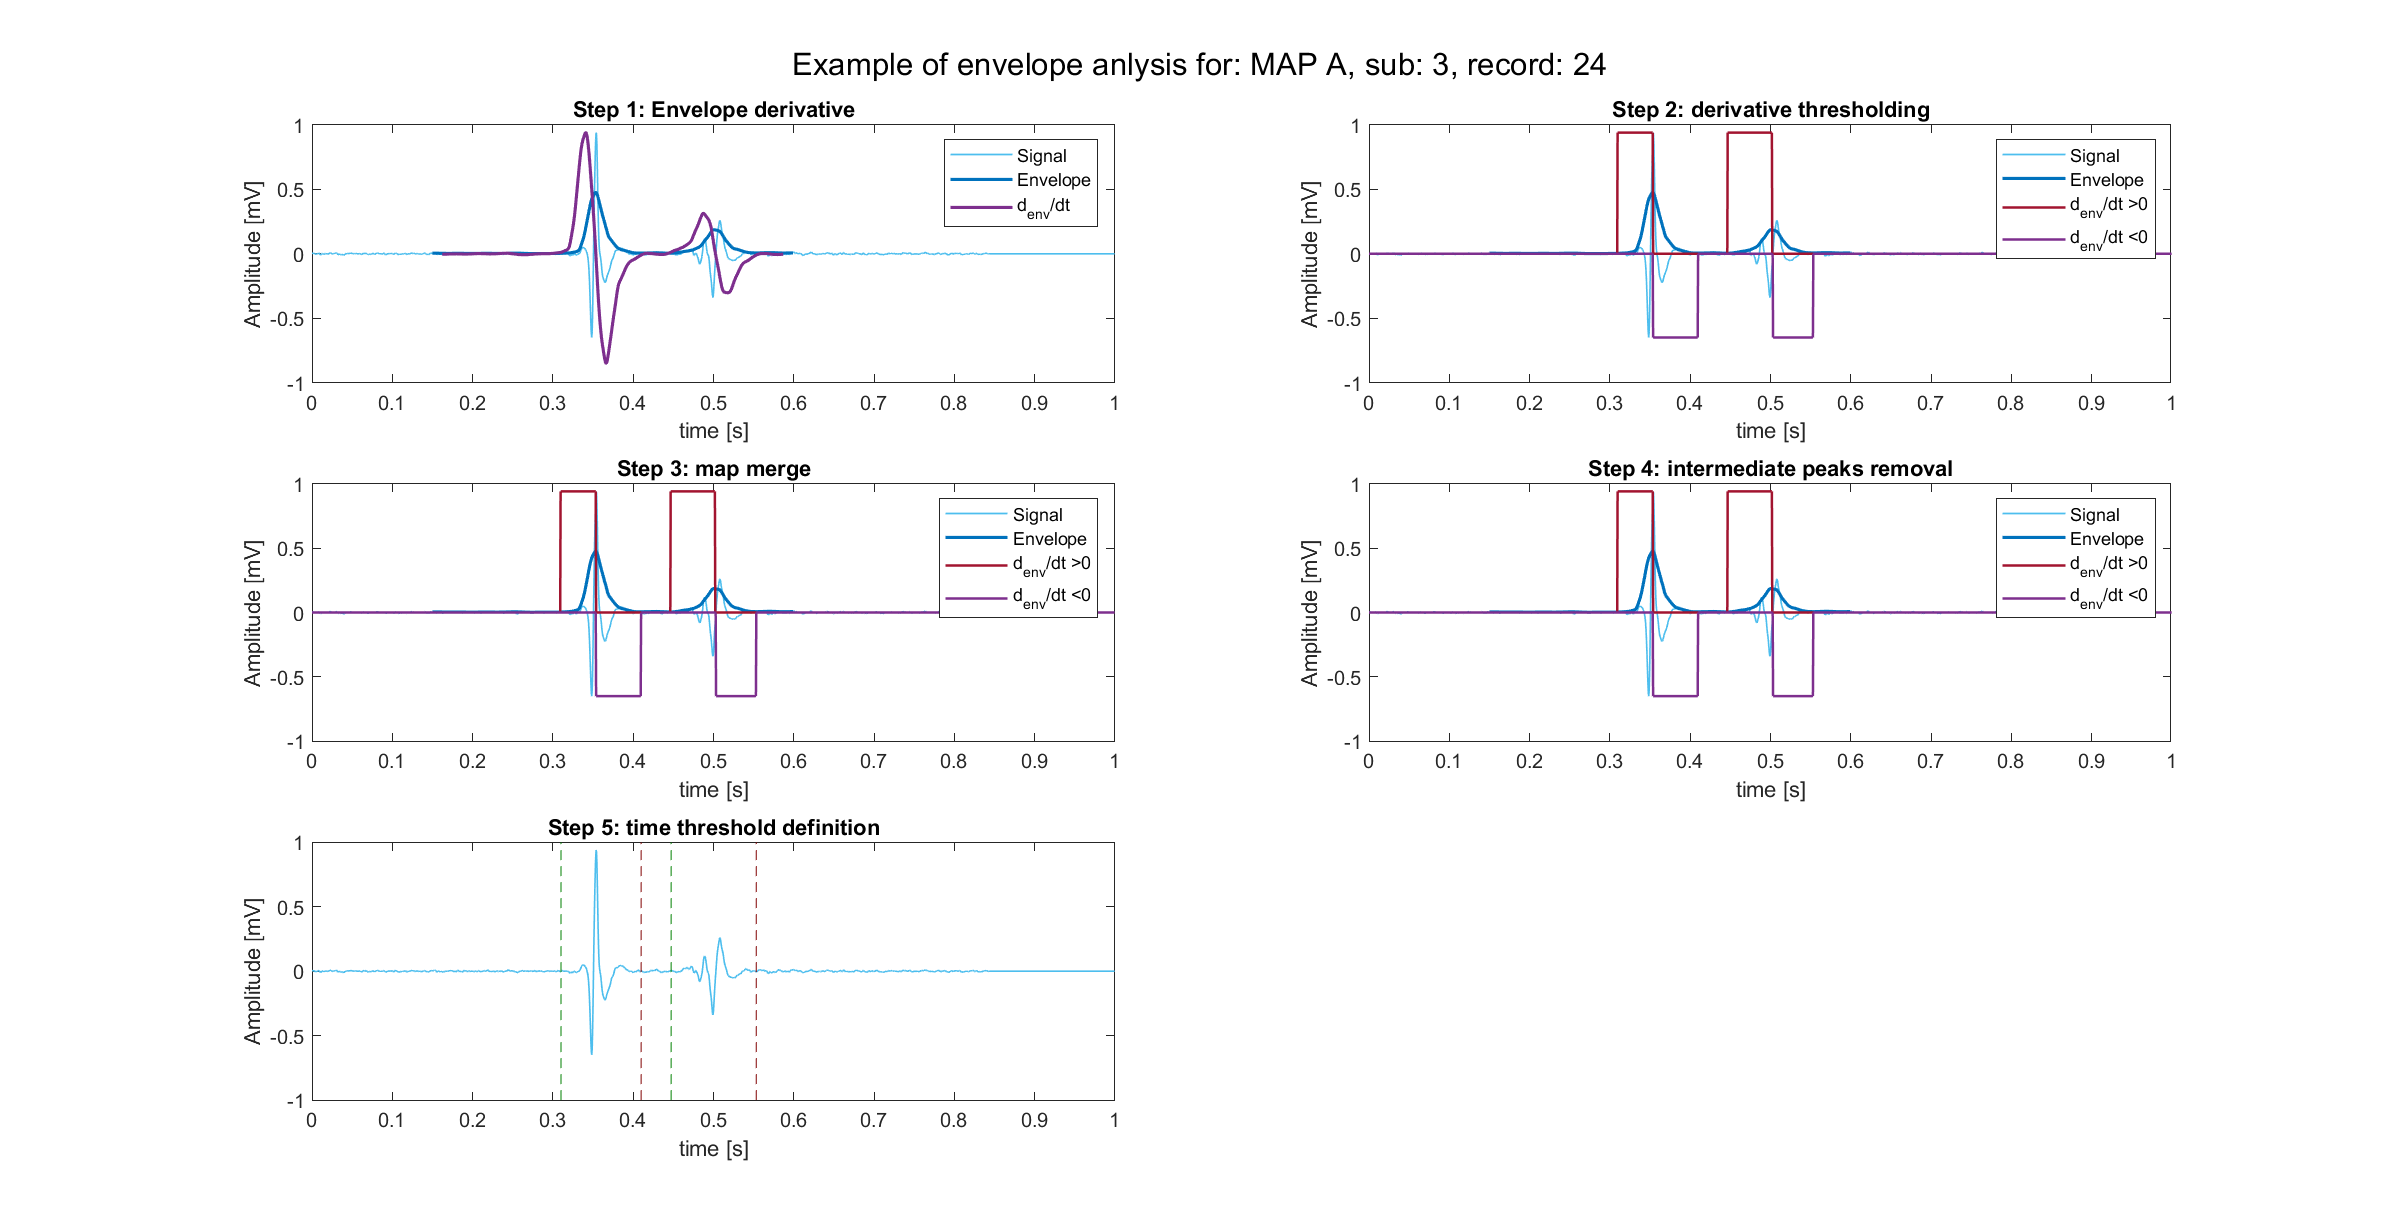 Example of envelope anlysis for: MAP A, sub: 3, record: 24
Step 1: Envelope derivative
Amplitude [mV]
1
0.5
0
-0.5
-1
Signal
Envelope
d_env/dt
0 0.1 0.2 0.3 0.4 0.5 0.6 0.7 0.8 0.9 1
time [s]
Step 2: derivative thresholding
Amplitude [mV]
1
0.5
0
-0.5
-1
Signal
Envelope
d_env/dt >0
d_env/dt <0
0 0.1 0.2 0.3 0.4 0.5 0.6 0.7 0.8 0.9 1
time [s]
Step 3: map merge
Amplitude [mV]
1
0.5
0
-0.5
-1
Signal
Envelope
d_env/dt >0
d_env/dt <0
0 0.1 0.2 0.3 0.4 0.5 0.6 0.7 0.8 0.9 1
time [s]
Step 4: intermediate peaks removal
Amplitude [mV]
1
0.5
0
-0.5
-1
Signal
Envelope
d_env/dt >0
d_env/dt <0
0 0.1 0.2 0.3 0.4 0.5 0.6 0.7 0.8 0.9 1
time [s]
Step 5: time threshold definition
Amplitude [mV]
1
0.5
0
-0.5
-1
0 0.1 0.2 0.3 0.4 0.5 0.6 0.7 0.8 0.9 1
time [s]